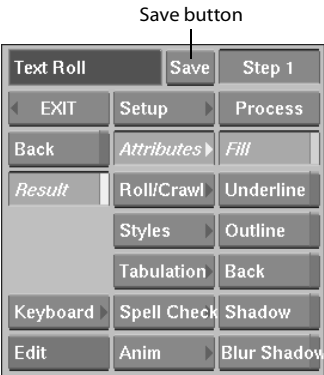 Save button
Text Roll Save Step 1
EXIT Setup Process
Back Attributes Fill
Result Roll/Crawl Underline
Styles Outline
Tabulation Back
Keyboard Spell Check Shadow
Edit Anim Blur Shadow